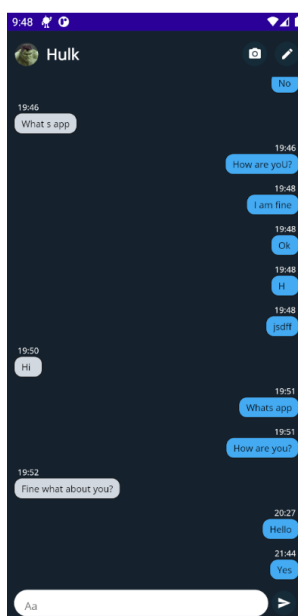 9:48
Hulk
No
19:46
What s app
19:46
How are yoU?
19:48
I am fine
19:48
Ok
19:48
H
19:48
jsdff
19:50
Hi
19:51
Whats app
19:51
How are you?
19:52
Fine what about you?
20:27
Hello
21:44
Yes
Aa